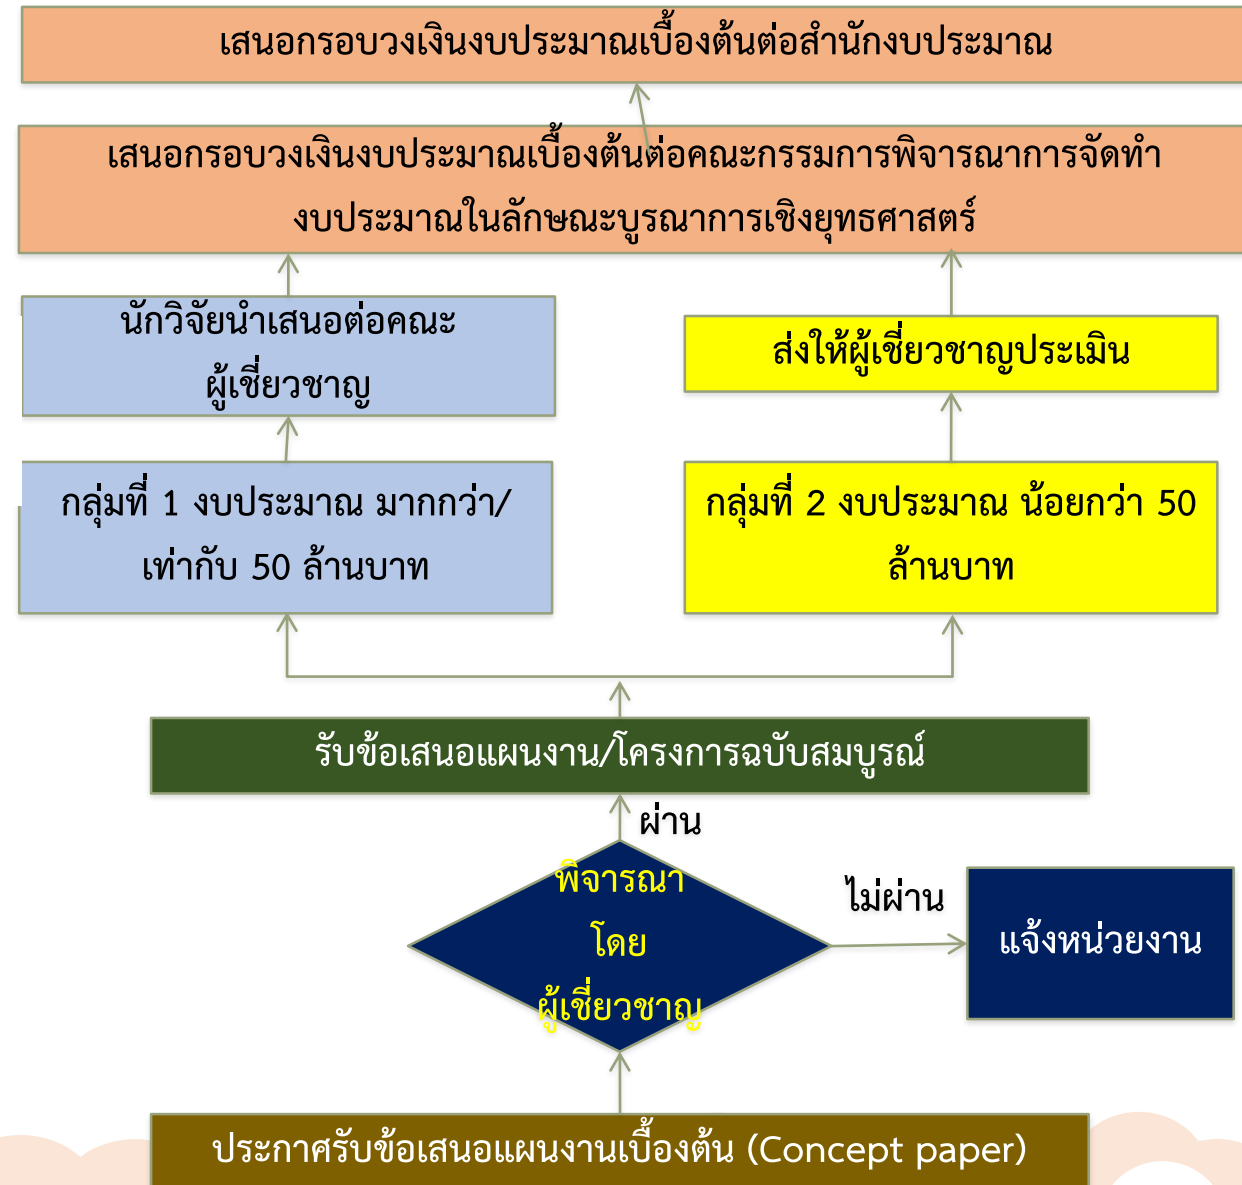 เสนอกรอบวงเงินงบประมาณเบื้องต้นต่อสำนักงบประมาณ
เสนอกรอบวงเงินงบประมาณเบื้องต้นต่อคณะกรรมการพิจารณาการจัดทำ
งบประมาณในลักษณะบูรณาการเชิงยุทธศาสตร์
นักวิจัยนำเสนอต่อคณะ
ผู้เชี่ยวชาญ
ส่งให้ผู้เชี่ยวชาญประเมิน
กลุ่มที่ 1 งบประมาณ มากกว่า/
เท่ากับ 50 ล้านบาท
กลุ่มที่ 2 งบประมาณ น้อยกว่า 50
ล้านบาท
รับข้อเสนอแผนงาน/โครงการฉบับสมบูรณ์
ผ่าน
พิจารณา
โดย
ผู้เชี่ยวชาญ
ไม่ผ่าน
แจ้งหน่วยงาน
ประกาศรับข้อเสนอแผนงานเบื้องต้น (Concept paper)